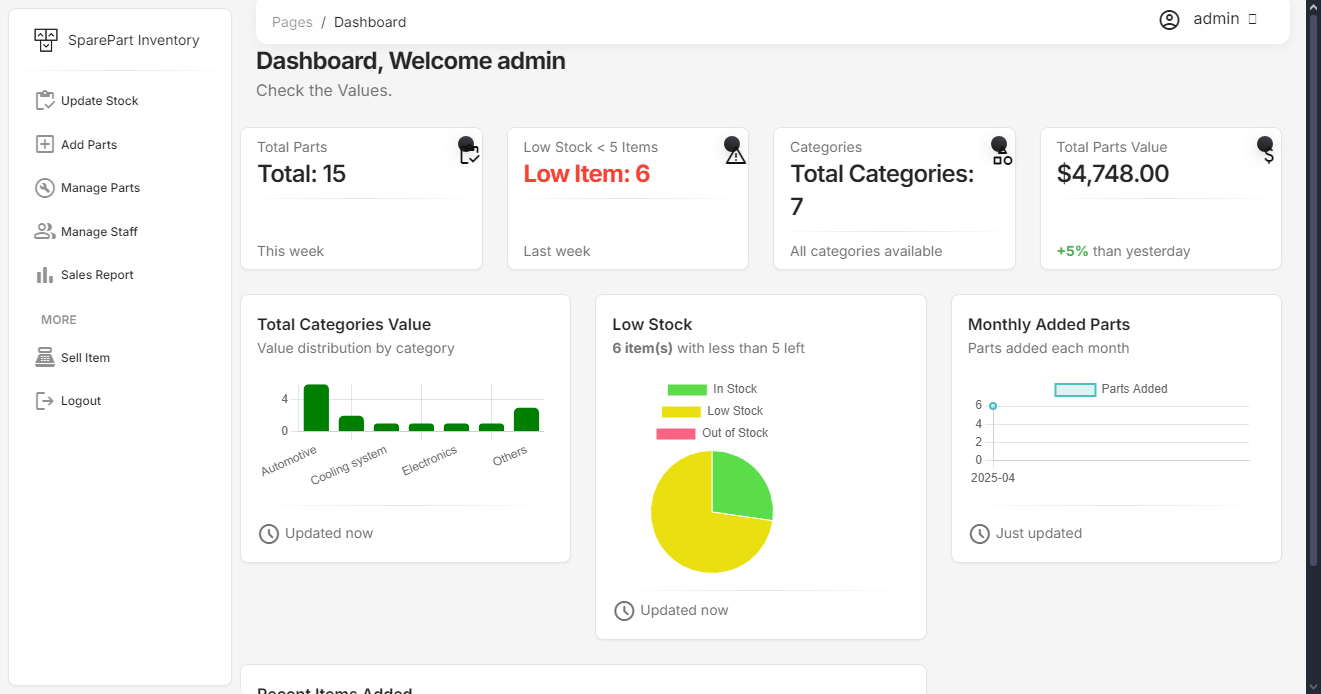 SparePart Inventory
Update Stock
Add Parts
Manage Parts
Manage Staff
Sales Report
MORE
Sell Item
Logout
Pages / Dashboard
admin
Dashboard, Welcome admin
Check the Values.
Total Parts
Total: 15
This week
Low Stock < 5 Items
Low Item: 6
Last week
Categories
Total Categories:
7
All categories available
Total Parts Value
$4,748.00
+5% than yesterday
Total Categories Value
Value distribution by category
4
2
0
Automotive
Cooling system
Electronics
Others
Updated now
Low Stock
6 item(s) with less than 5 left
In Stock
Low Stock
Out of Stock
Updated now
Monthly Added Parts
Parts added each month
Parts Added
6
4
2
0
2025-04
Just updated
Recent Items Added